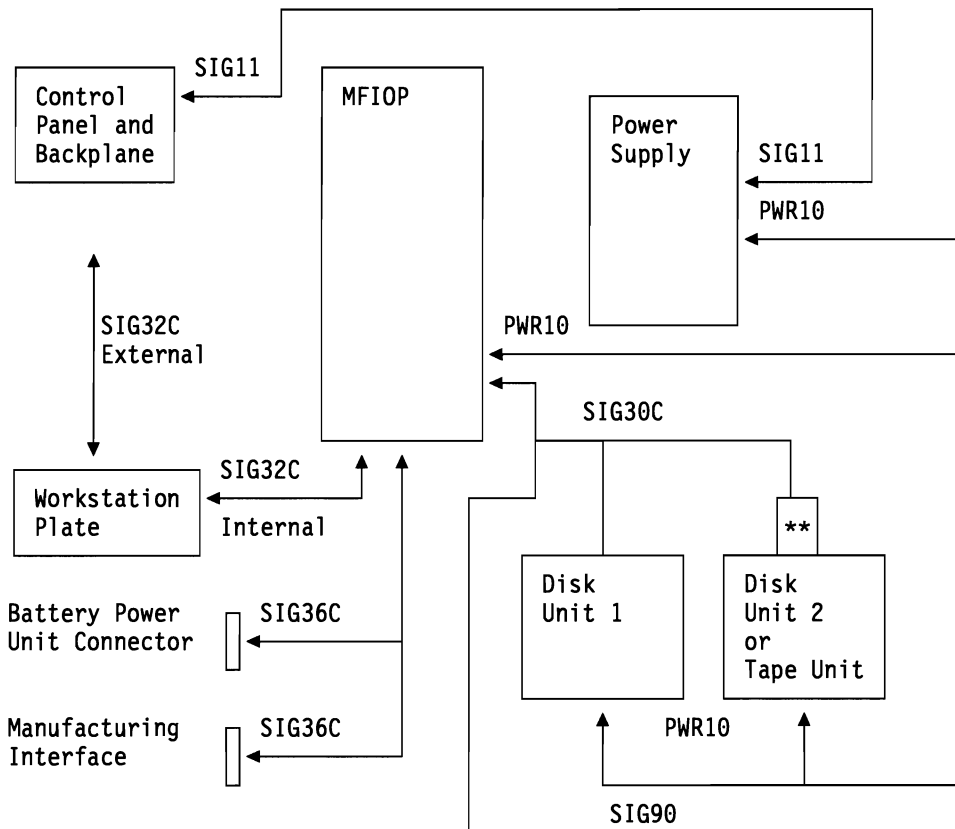 SIG11
Control
Panel and
Backplane
MFIOP
Power
Supply
SIG11
PWR10
SIG32C
External
PWR10
SIG30C
SIG32C
Internal
Workstation
Plate
**
Disk
Unit 1
Disk
Unit 2
or
Tape Unit
Battery Power
Unit Connector
SIG36C
Manufacturing
Interface
SIG36C
PWR10
SIG90